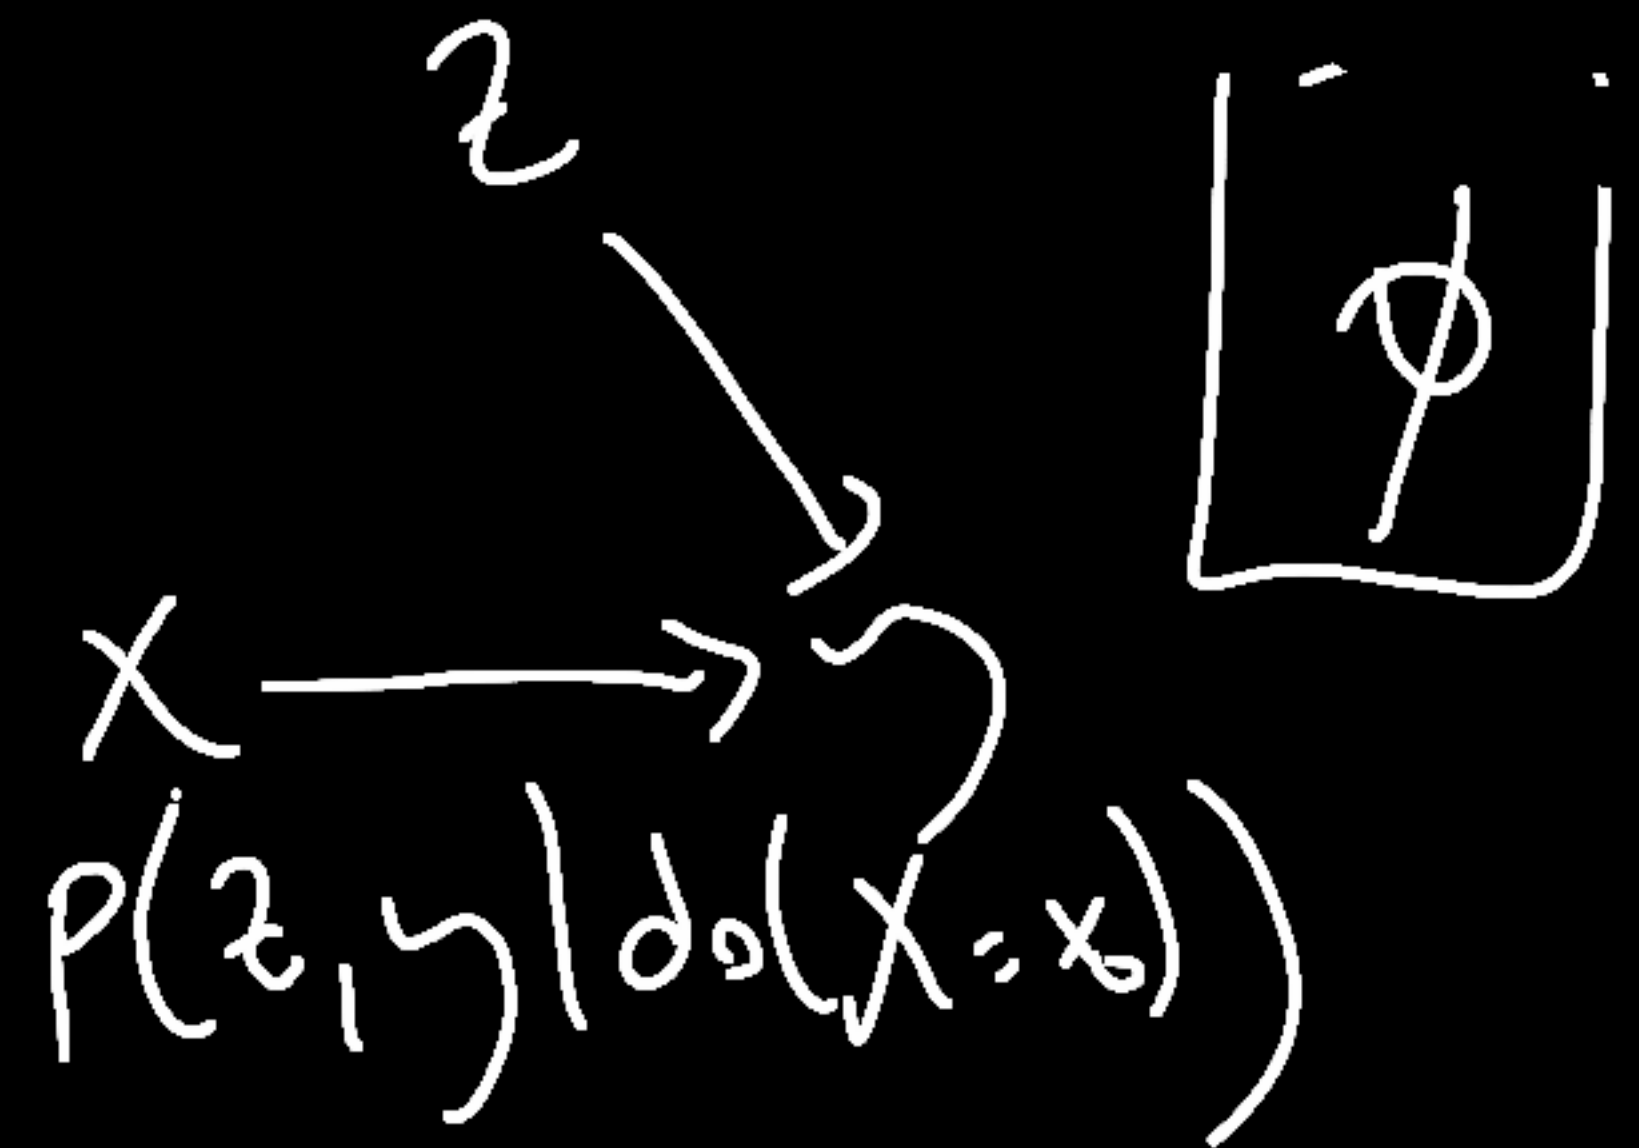 z
φ
X → y
P(z, y | do(X = x₀))